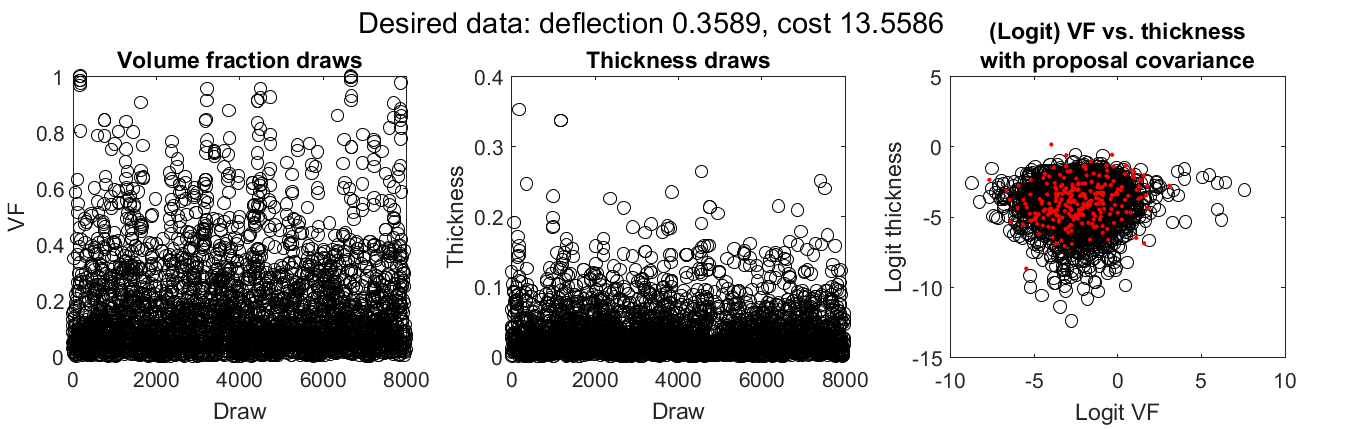 Desired data: deflection 0.3589, cost 13.5586
Volume fraction draws
1
0.8
0.6
0.4
0.2
0
VF
0 2000 4000 6000 8000
Draw
Thickness draws
0.4
0.3
0.2
0.1
0
Thickness
0 2000 4000 6000 8000
Draw
(Logit) VF vs. thickness
with proposal covariance
5
0
-5
-10
-15
Logit thickness
-10 -5 0 5 10
Logit VF